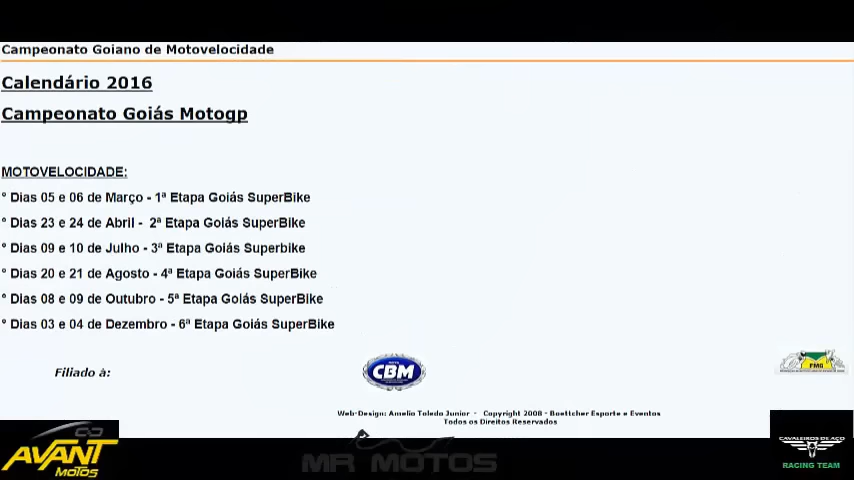 Campeonato Goiano de Motovelocidade
Calendário 2016
Campeonato Goiás Motogp
MOTOVELOCIDADE:
° Dias 05 e 06 de Março - 1ª Etapa Goiás SuperBike
° Dias 23 e 24 de Abril -  2ª Etapa Goiás SuperBike
° Dias 09 e 10 de Julho - 3ª Etapa Goiás Superbike
° Dias 20 e 21 de Agosto - 4ª Etapa Goiás SuperBike
° Dias 08 e 09 de Outubro - 5ª Etapa Goiás SuperBike
° Dias 03 e 04 de Dezembro - 6ª Etapa Goiás SuperBike
Filiado à:
CBM
FMG
Web-Design: Amelio Toledo Junior -   Copyright 2008 - Boettcher Esporte e Eventos
Todos os Direitos Reservados
AVANT
MOTOS
MR MOTOS
CAVALEIROS DE AÇO
RACING TEAM